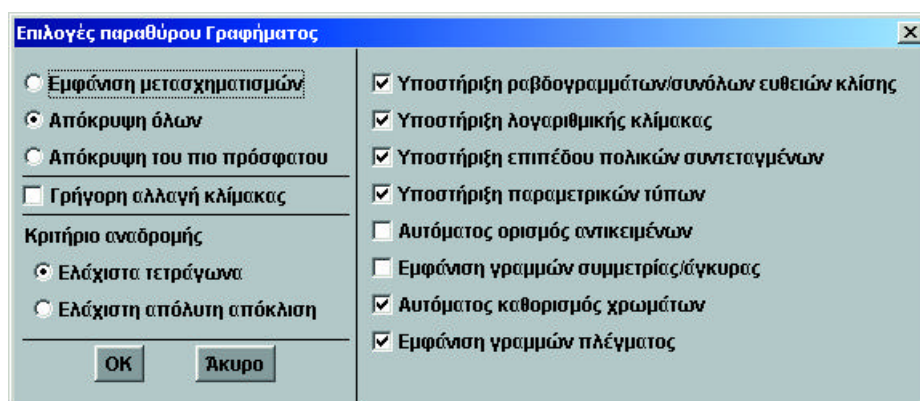 Επιλογές παραθύρου Γραφήματος
Εμφάνιση μετασχηματισμών
Απόκρυψη όλων
Απόκρυψη του πιο πρόσφατου
Γρήγορη αλλαγή κλίμακας
Κριτήριο αναδρομής
Ελάχιστα τετράγωνα
Ελάχιστη απόλυτη απόκλιση
OK
Άκυρο
Υποστήριξη ραβδογραμμάτων/συνόλων ευθειών κλίσης
Υποστήριξη λογαριθμικής κλίμακας
Υποστήριξη επιπέδου πολικών συντεταγμένων
Υποστήριξη παραμετρικών τύπων
Αυτόματος ορισμός αντικειμένων
Εμφάνιση γραμμών συμμετρίας/άγκυρας
Αυτόματος καθορισμός χρωμάτων
Εμφάνιση γραμμών πλέγματος